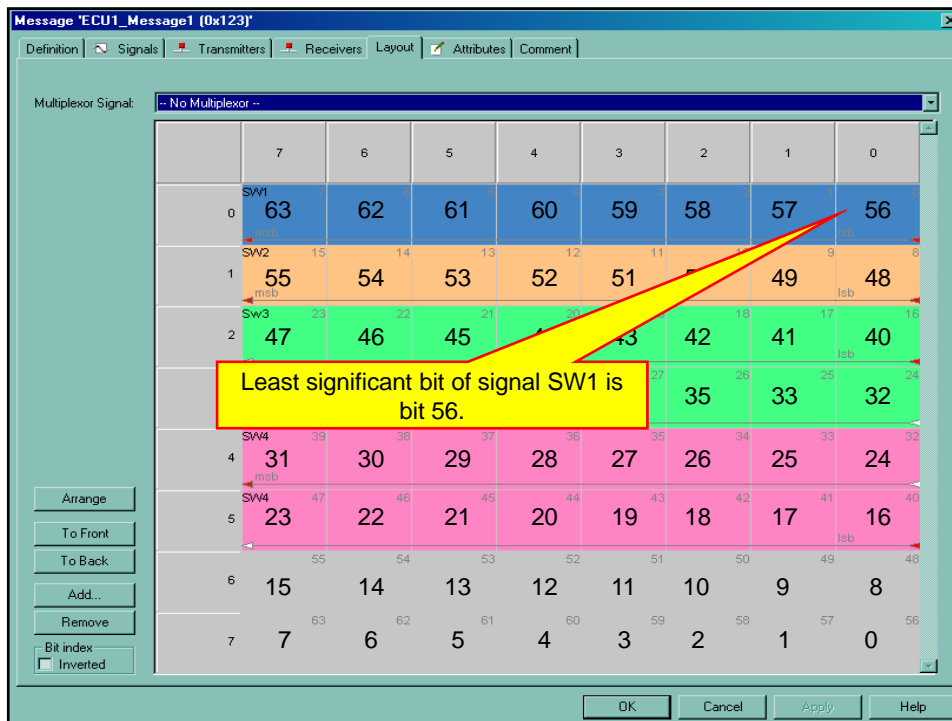 Message 'ECU1_Message1 (0x123)'
Definition Signals Transmitters Receivers Layout Attributes Comment
Multiplexor Signal: -- No Multiplexor --
7 6 5 4 3 2 1 0
SW1
0 63 62 61 60 59 58 57 56
msb lsb
SW2 15 14 13 12 11 9 8
1 55 54 53 52 51 49 48
msb lsb
Sw3 23 22 21 20 18 17 16
2 47 46 45 43 42 41 40
lsb
27 26 25 24
35 33 32
Least significant bit of signal SW1 is
bit 56.
SW4 39 38 37 36 35 34 33 32
4 31 30 29 28 27 26 25 24
msb
SW4 47 46 45 44 43 42 41 40
5 23 22 21 20 19 18 17 16
lsb
55 54 53 52 51 50 49 48
6 15 14 13 12 11 10 9 8
63 62 61 60 59 58 57 56
7 7 6 5 4 3 2 1 0
Arrange
To Front
To Back
Add...
Remove
Bit index
Inverted
OK Cancel Apply Help